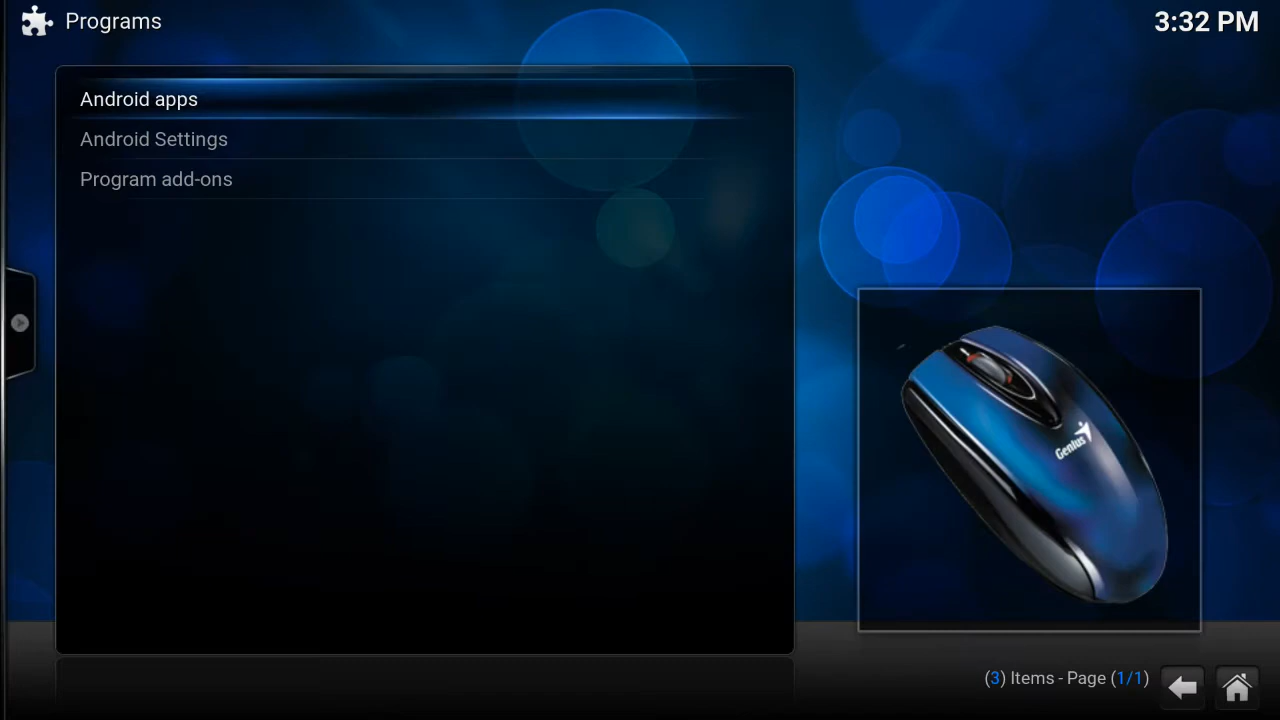 Programs
3:32 PM
Android apps
Android Settings
Program add-ons
Genius
(3) Items - Page (1/1)